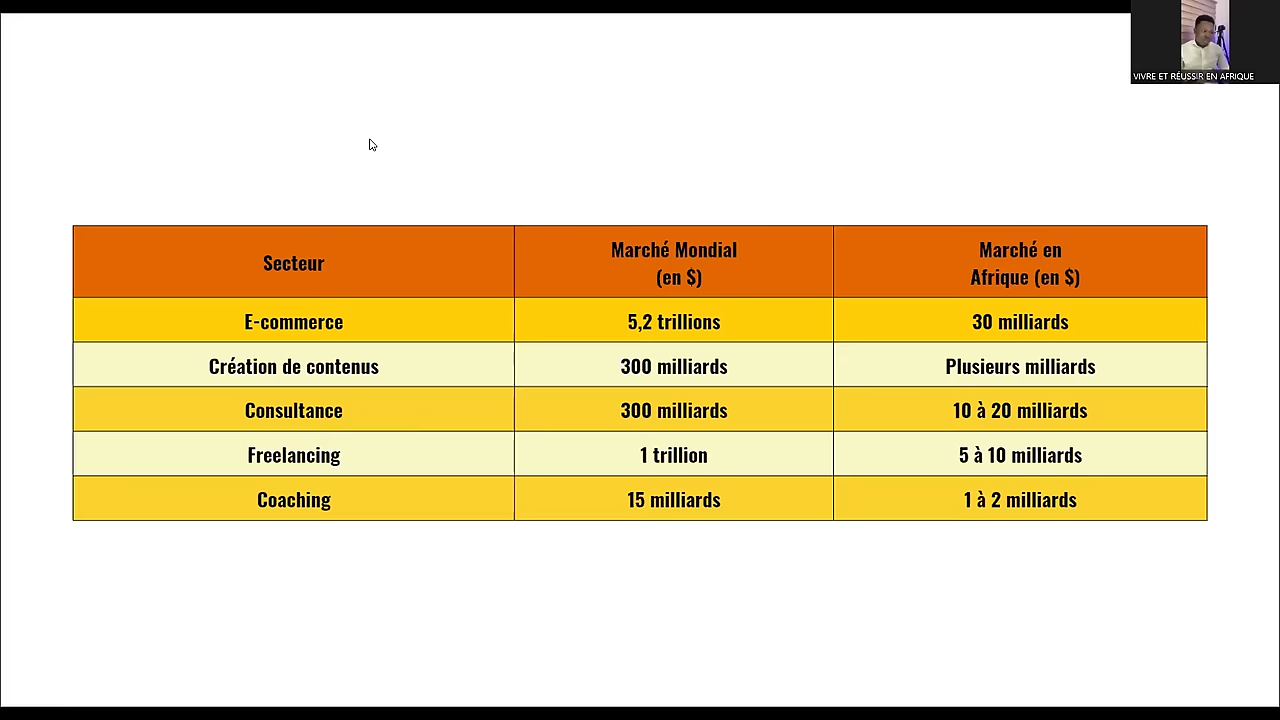 VIVRE ET RÉUSSIR EN AFRIQUE
Secteur
Marché Mondial
(en $)
Marché en
Afrique (en $)
E-commerce
5,2 trillions
30 milliards
Création de contenus
300 milliards
Plusieurs milliards
Consultance
300 milliards
10 à 20 milliards
Freelancing
1 trillion
5 à 10 milliards
Coaching
15 milliards
1 à 2 milliards